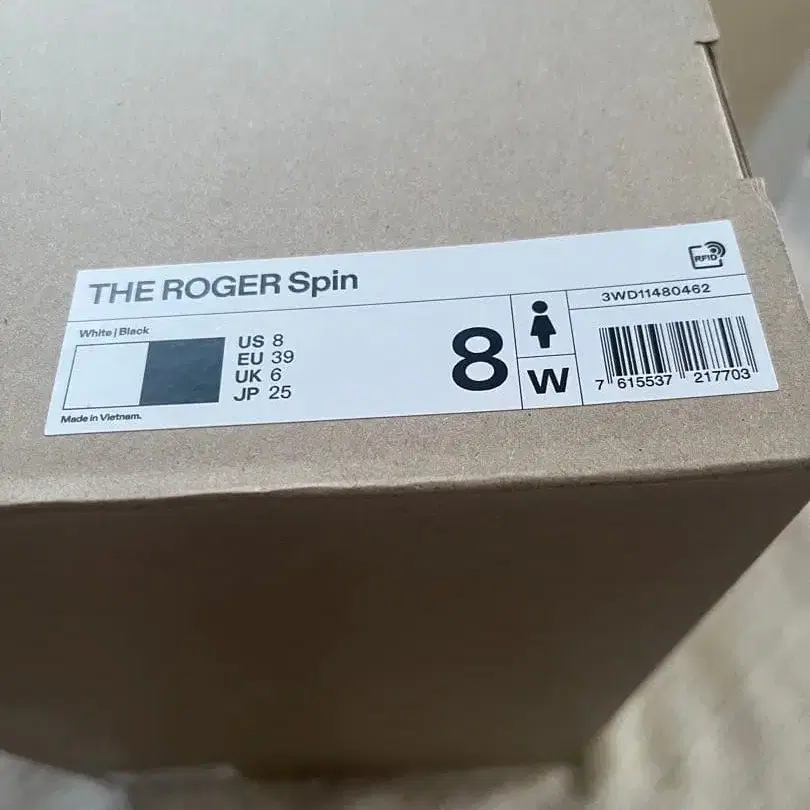 THE ROGER Spin
RFID
White | Black
US 8
EU 39
UK 6
JP 25
Made in Vietnam.
8
W
3WD11480462
7 615537 217703